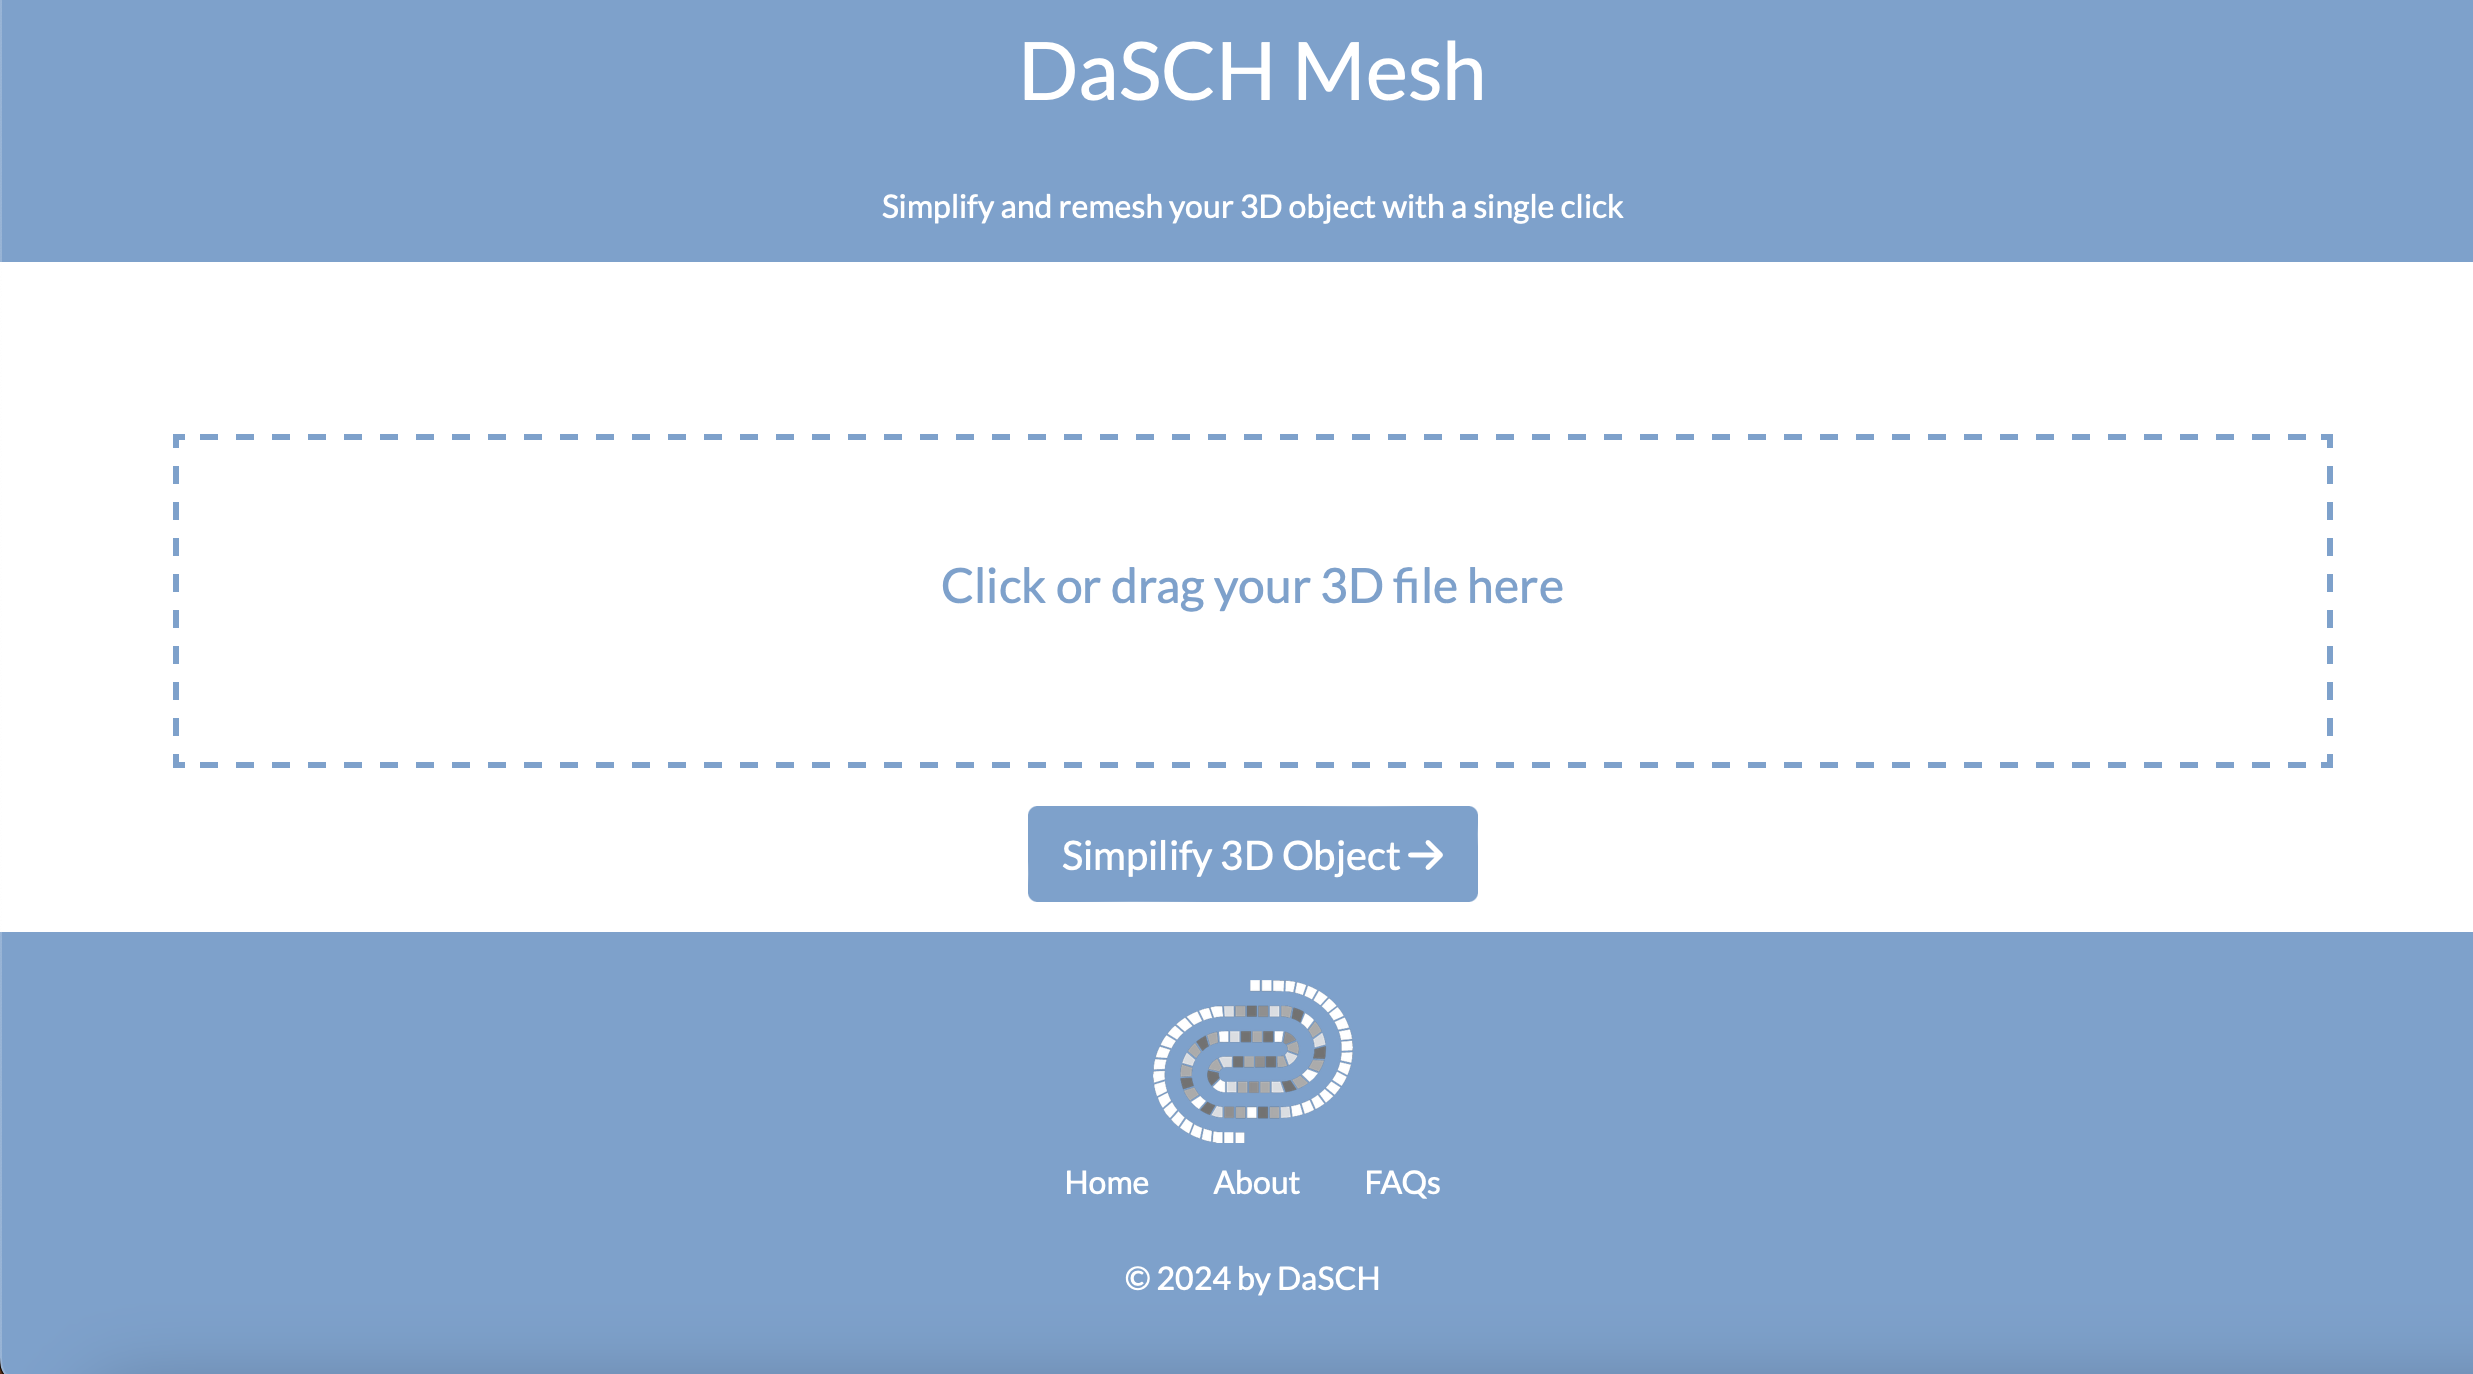 DaSCH Mesh
Simplify and remesh your 3D object with a single click
Click or drag your 3D file here
Simpilify 3D Object →
Home About FAQs
© 2024 by DaSCH